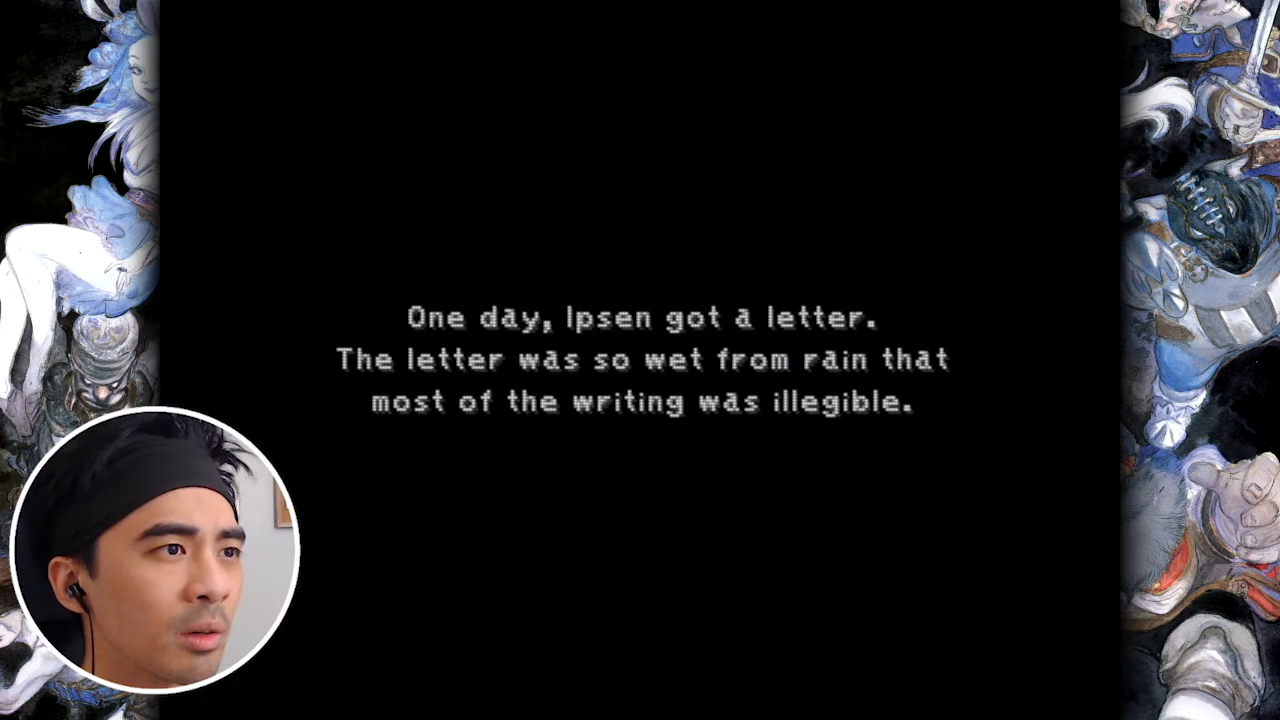 One day, Ipsen got a letter.
The letter was so wet from rain that
most of the writing was illegible.